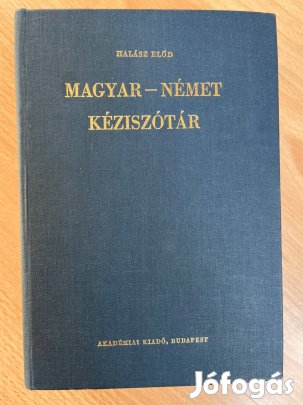 HALÁSZ ELŐD
MAGYAR – NÉMET
KÉZISZÓTÁR
AKADÉMIAI KIADÓ, BUDAPEST
Jófogás